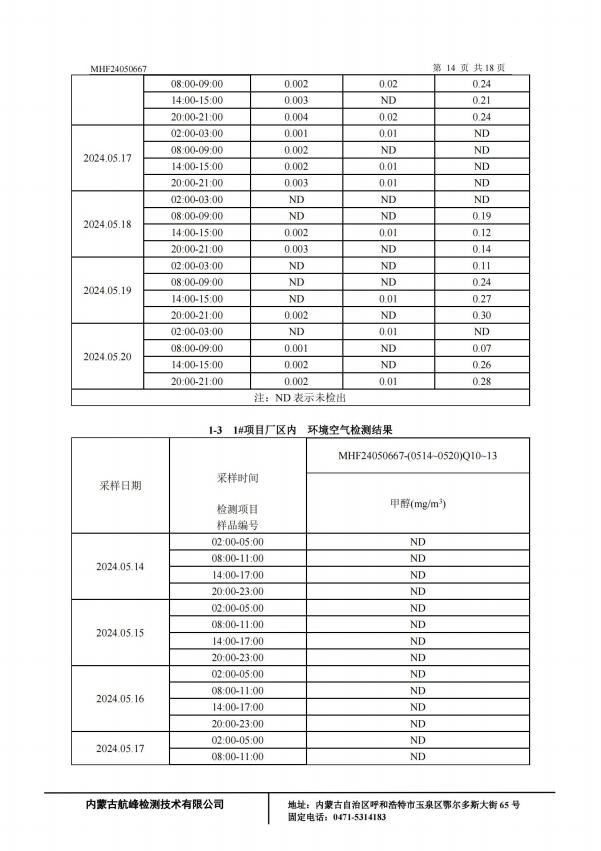 MHF24050667 第 14 页 共 18 页
08:00-09:00 0.002 0.02 0.24
14:00-15:00 0.003 ND 0.21
20:00-21:00 0.004 0.02 0.24
2024.05.17 02:00-03:00 0.001 0.01 ND
08:00-09:00 0.002 ND ND
14:00-15:00 0.002 0.01 ND
20:00-21:00 0.003 0.01 ND
2024.05.18 02:00-03:00 ND ND ND
08:00-09:00 ND ND 0.19
14:00-15:00 0.002 0.01 0.12
20:00-21:00 0.003 ND 0.14
2024.05.19 02:00-03:00 ND ND 0.11
08:00-09:00 ND ND 0.24
14:00-15:00 ND 0.01 0.27
20:00-21:00 0.002 ND 0.30
2024.05.20 02:00-03:00 ND 0.01 ND
08:00-09:00 0.001 ND 0.07
14:00-15:00 0.002 ND 0.26
20:00-21:00 0.002 0.01 0.28
注：ND 表示未检出
1-3 1#项目厂区内 环境空气检测结果
采样日期
采样时间
检测项目
样品编号
MHF24050667-(0514~0520)Q10~13
甲醇(mg/m³)
2024.05.14 02:00-05:00 ND
08:00-11:00 ND
14:00-17:00 ND
20:00-23:00 ND
2024.05.15 02:00-05:00 ND
08:00-11:00 ND
14:00-17:00 ND
20:00-23:00 ND
2024.05.16 02:00-05:00 ND
08:00-11:00 ND
14:00-17:00 ND
20:00-23:00 ND
2024.05.17 02:00-05:00 ND
08:00-11:00 ND
内蒙古航峰检测技术有限公司
地址：内蒙古自治区呼和浩特市玉泉区鄂尔多斯大街 65 号
固定电话：0471-5314183